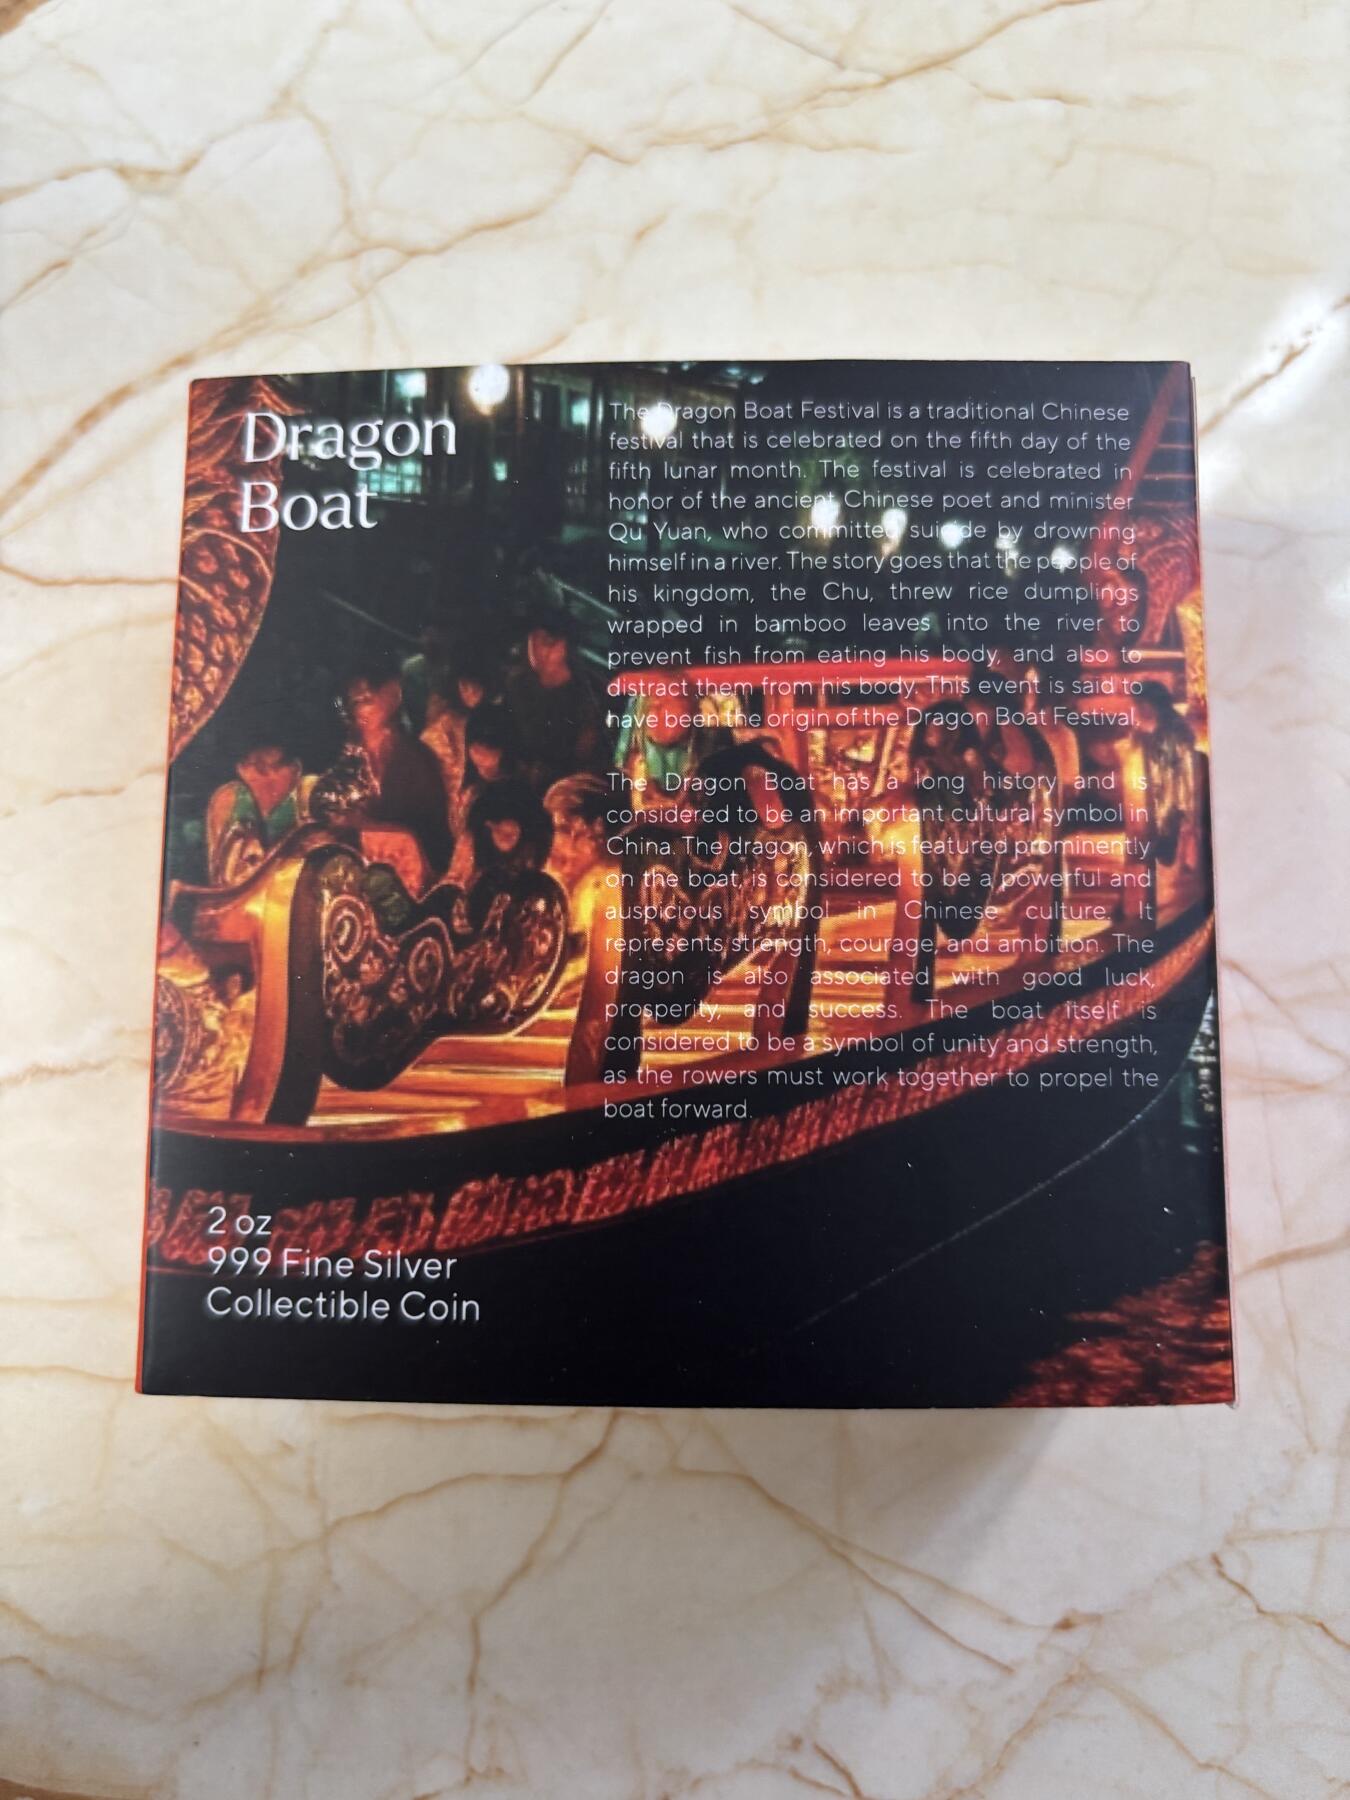 Dragon
Boat
The Dragon Boat Festival is a traditional Chinese
festival that is celebrated on the fifth day of the
fifth lunar month. The festival is celebrated in
honor of the ancient Chinese poet and minister
Qu Yuan, who committed suicide by drowning
himself in a river. The story goes that the people of
his kingdom, the Chu, threw rice dumplings
wrapped in bamboo leaves into the river to
prevent fish from eating his body, and also to
distract them from his body. This event is said to
have been the origin of the Dragon Boat Festival.
The Dragon Boat has a long history and is
considered to be an important cultural symbol in
China. The dragon, which is featured prominently
on the boat, is considered to be a powerful and
auspicious symbol in Chinese culture. It
represents strength, courage, and ambition. The
dragon is also associated with good luck,
prosperity, and success. The boat itself is
considered to be a symbol of unity and strength,
as the rowers must work together to propel the
boat forward.
2 oz
999 Fine Silver
Collectible Coin